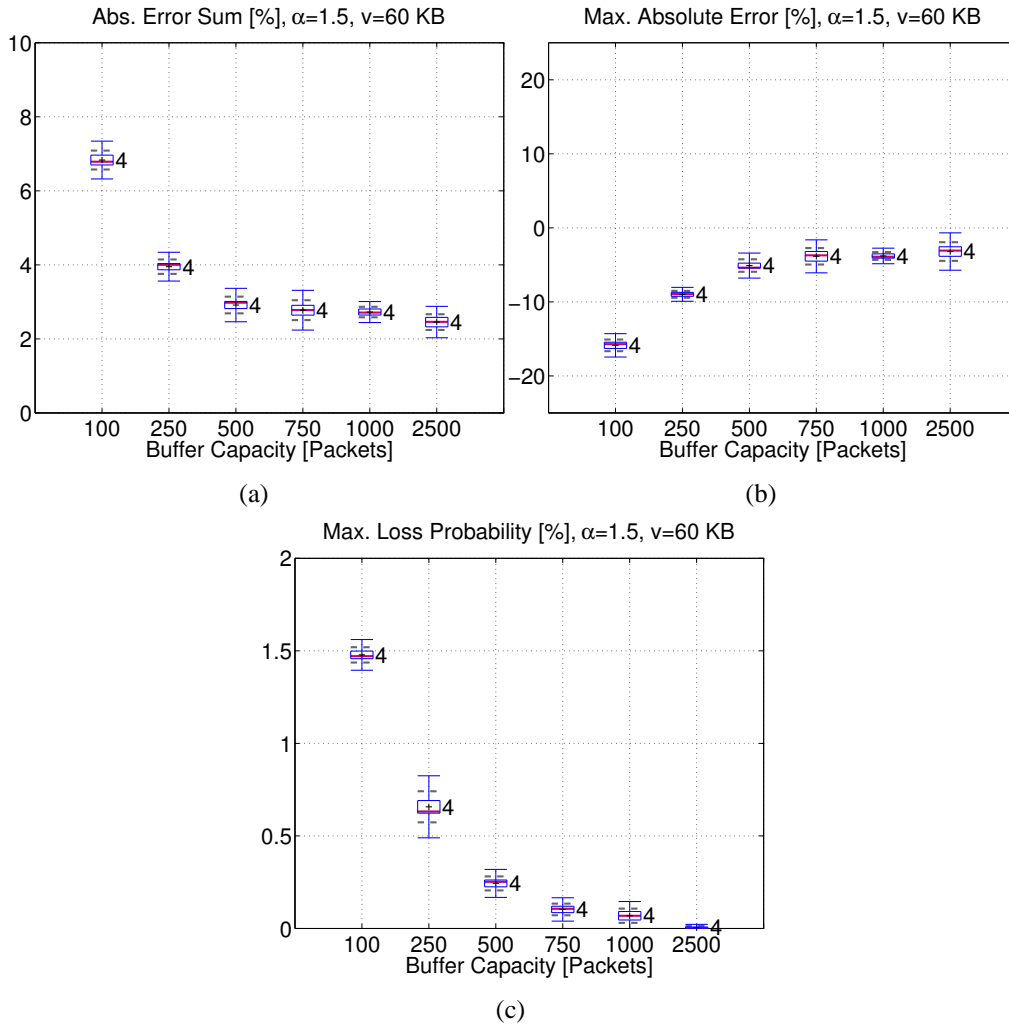 Abs. Error Sum [%], α=1.5, v=60 KB
10
8
6
4
2
0
4
4
4
4
4
4
100 250 500 750 1000 2500
Buffer Capacity [Packets]
(a)
Max. Absolute Error [%], α=1.5, v=60 KB
20
10
0
−10
−20
4
4
4
4
4
4
100 250 500 750 1000 2500
Buffer Capacity [Packets]
(b)
Max. Loss Probability [%], α=1.5, v=60 KB
2
1.5
1
0.5
0
4
4
4
4
4
4
100 250 500 750 1000 2500
Buffer Capacity [Packets]
(c)